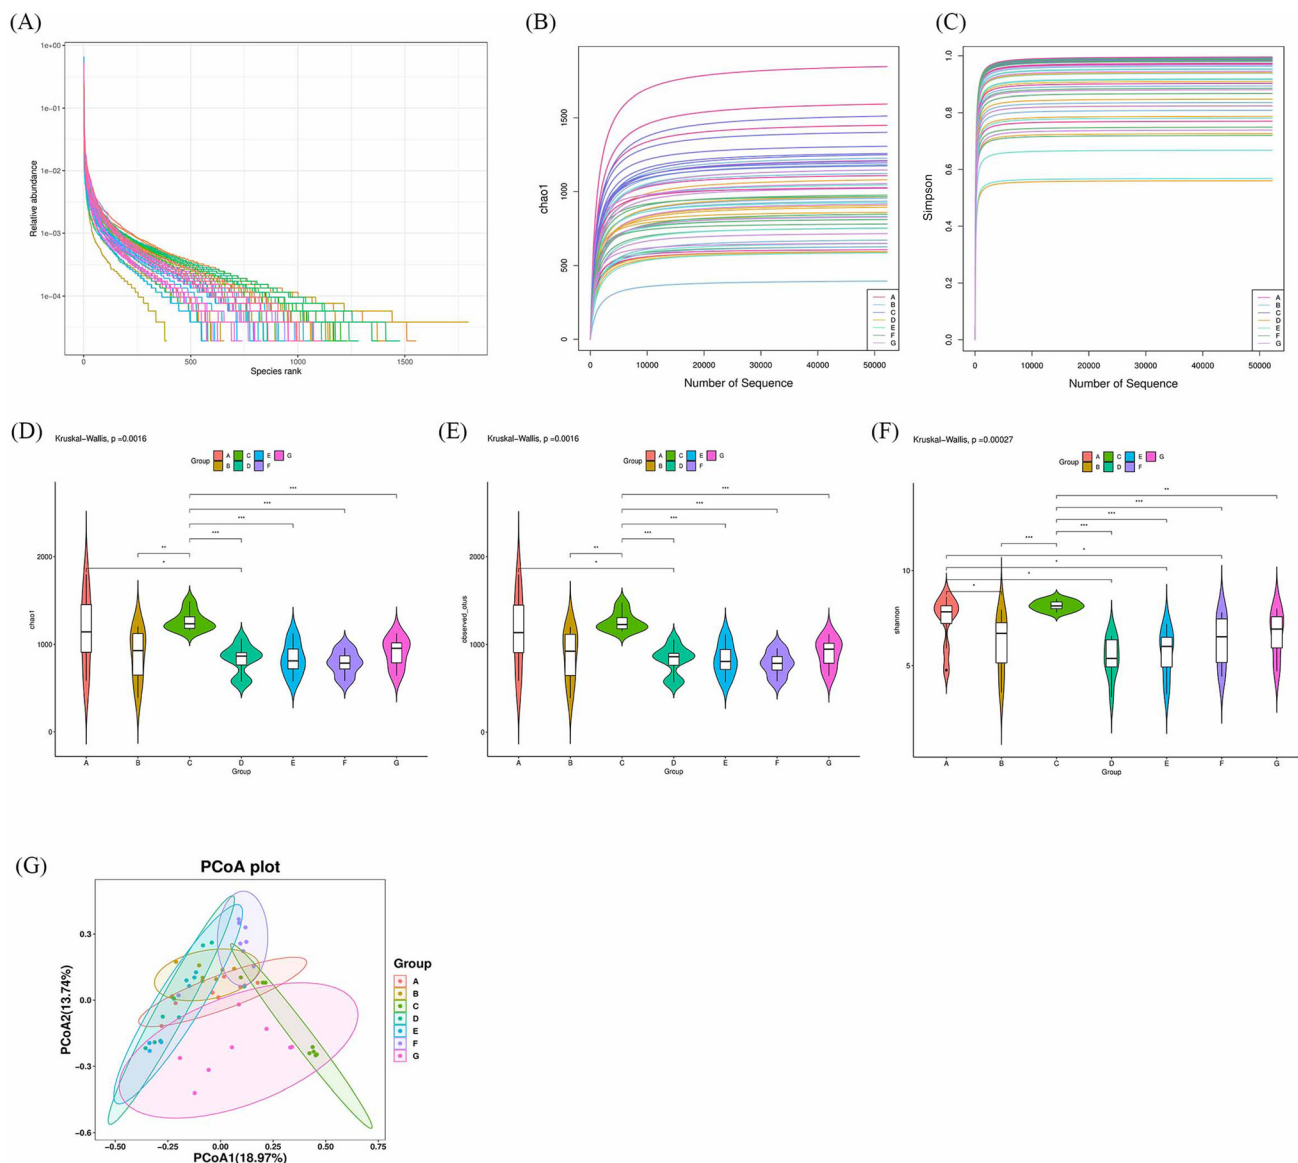 (A)
1e+00
1e−01
1e−02
1e−03
1e−04
Relative abundance
0
500
1000
1500
Species rank
(B)
1500
1000
500
0
chao1
0
10000
20000
30000
40000
50000
Number of Sequence
A
B
C
D
E
F
G
(C)
1.0
0.8
0.6
0.4
0.2
0.0
Simpson
0
10000
20000
30000
40000
50000
Number of Sequence
A
B
C
D
E
F
G
(D)
Kruskal−Wallis, p =0.0016
Group A C E G
B D F
***
***
***
***
**
*
2000
1000
0
chao1
A B C D E F G
Group
(E)
Kruskal−Wallis, p =0.0016
Group A C E G
B D F
***
***
***
***
**
*
2000
1000
0
observed_otus
A B C D E F G
Group
(F)
Kruskal−Wallis, p =0.00027
Group A C E G
B D F
**
***
***
***
***
*
*
*
*
10
5
shannon
A B C D E F G
Group
(G)
PCoA plot
0.3
0.0
−0.3
−0.6
PCoA2(13.74%)
−0.50
−0.25
0.00
0.25
0.50
0.75
PCoA1(18.97%)
Group
A
B
C
D
E
F
G